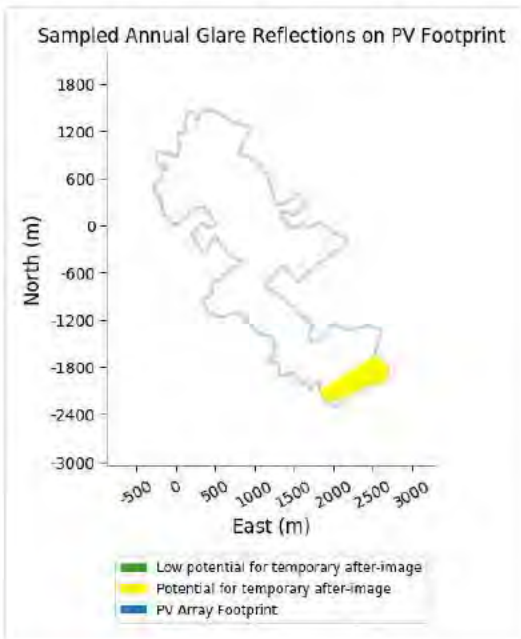 Sampled Annual Glare Reflections on PV Footprint
1800
1200
600
0
-600
-1200
-1800
-2400
-3000
North (m)
-500 0 500 1000 1500 2000 2500 3000
East (m)
Low potential for temporary after-image
Potential for temporary after-image
PV Array Footprint